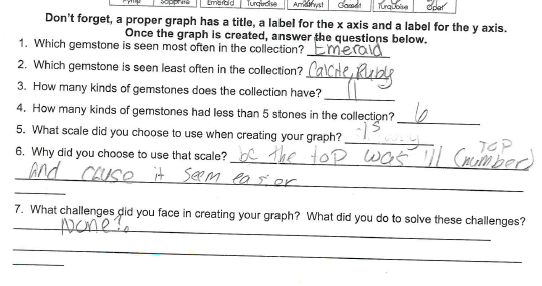 Sapphire Emerald Turquoise Amethyst Garnet Turquoise Opal
Don't forget, a proper graph has a title, a label for the x axis and a label for the y axis.
Once the graph is created, answer the questions below.
1. Which gemstone is seen most often in the collection? Emerald
2. Which gemstone is seen least often in the collection? Calcite, Ruby
3. How many kinds of gemstones does the collection have? 11
4. How many kinds of gemstones had less than 5 stones in the collection? 6
5. What scale did you choose to use when creating your graph? 1s
TOP
6. Why did you choose to use that scale? bc the top was 11 (number)
And cause it seem easier
7. What challenges did you face in creating your graph? What did you do to solve these challenges?
None?